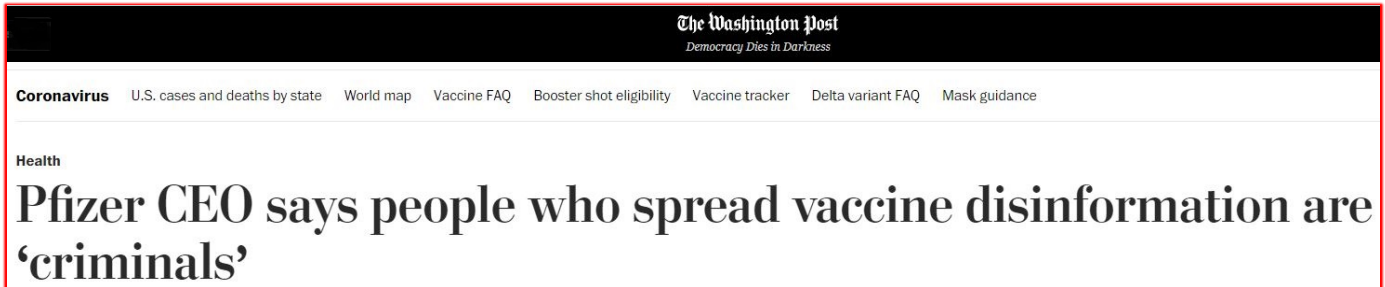 The Washington Post
Democracy Dies in Darkness
Coronavirus U.S. cases and deaths by state World map Vaccine FAQ Booster shot eligibility Vaccine tracker Delta variant FAQ Mask guidance
Health
Pfizer CEO says people who spread vaccine disinformation are
‘criminals’